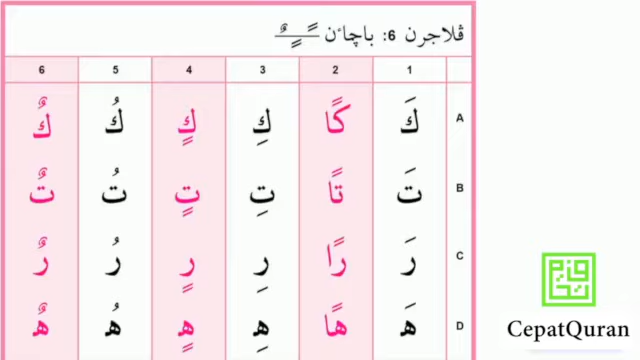 ڤلاجرن 6: باچاٴن ـًـٍـٌ
1 2 3 4 5 6
A كَ كًا كِ كٍ كُ كٌ
B تَ تًا تِ تٍ تُ تٌ
C رَ رًا رِ رٍ رُ رٌ
D هَ هًا هِ هٍ هُ هٌ
CepatQuran